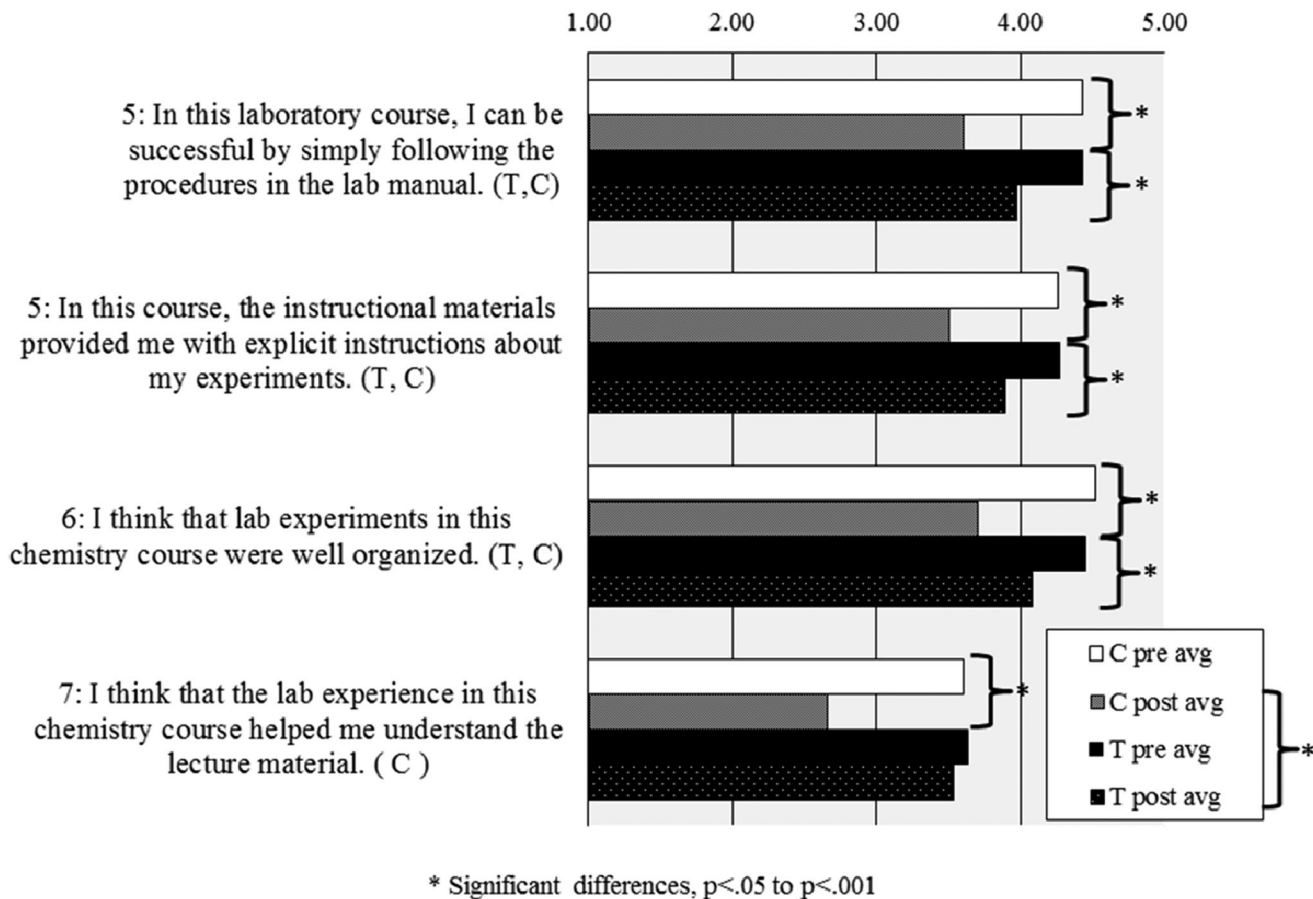 1.00 2.00 3.00 4.00 5.00
5: In this laboratory course, I can be
successful by simply following the
procedures in the lab manual. (T,C)
*
*
5: In this course, the instructional materials
provided me with explicit instructions about
my experiments. (T, C)
*
*
6: I think that lab experiments in this
chemistry course were well organized. (T, C)
*
*
7: I think that the lab experience in this
chemistry course helped me understand the
lecture material. ( C )
*
C pre avg
C post avg
T pre avg
T post avg
*
* Significant differences, p<.05 to p<.001